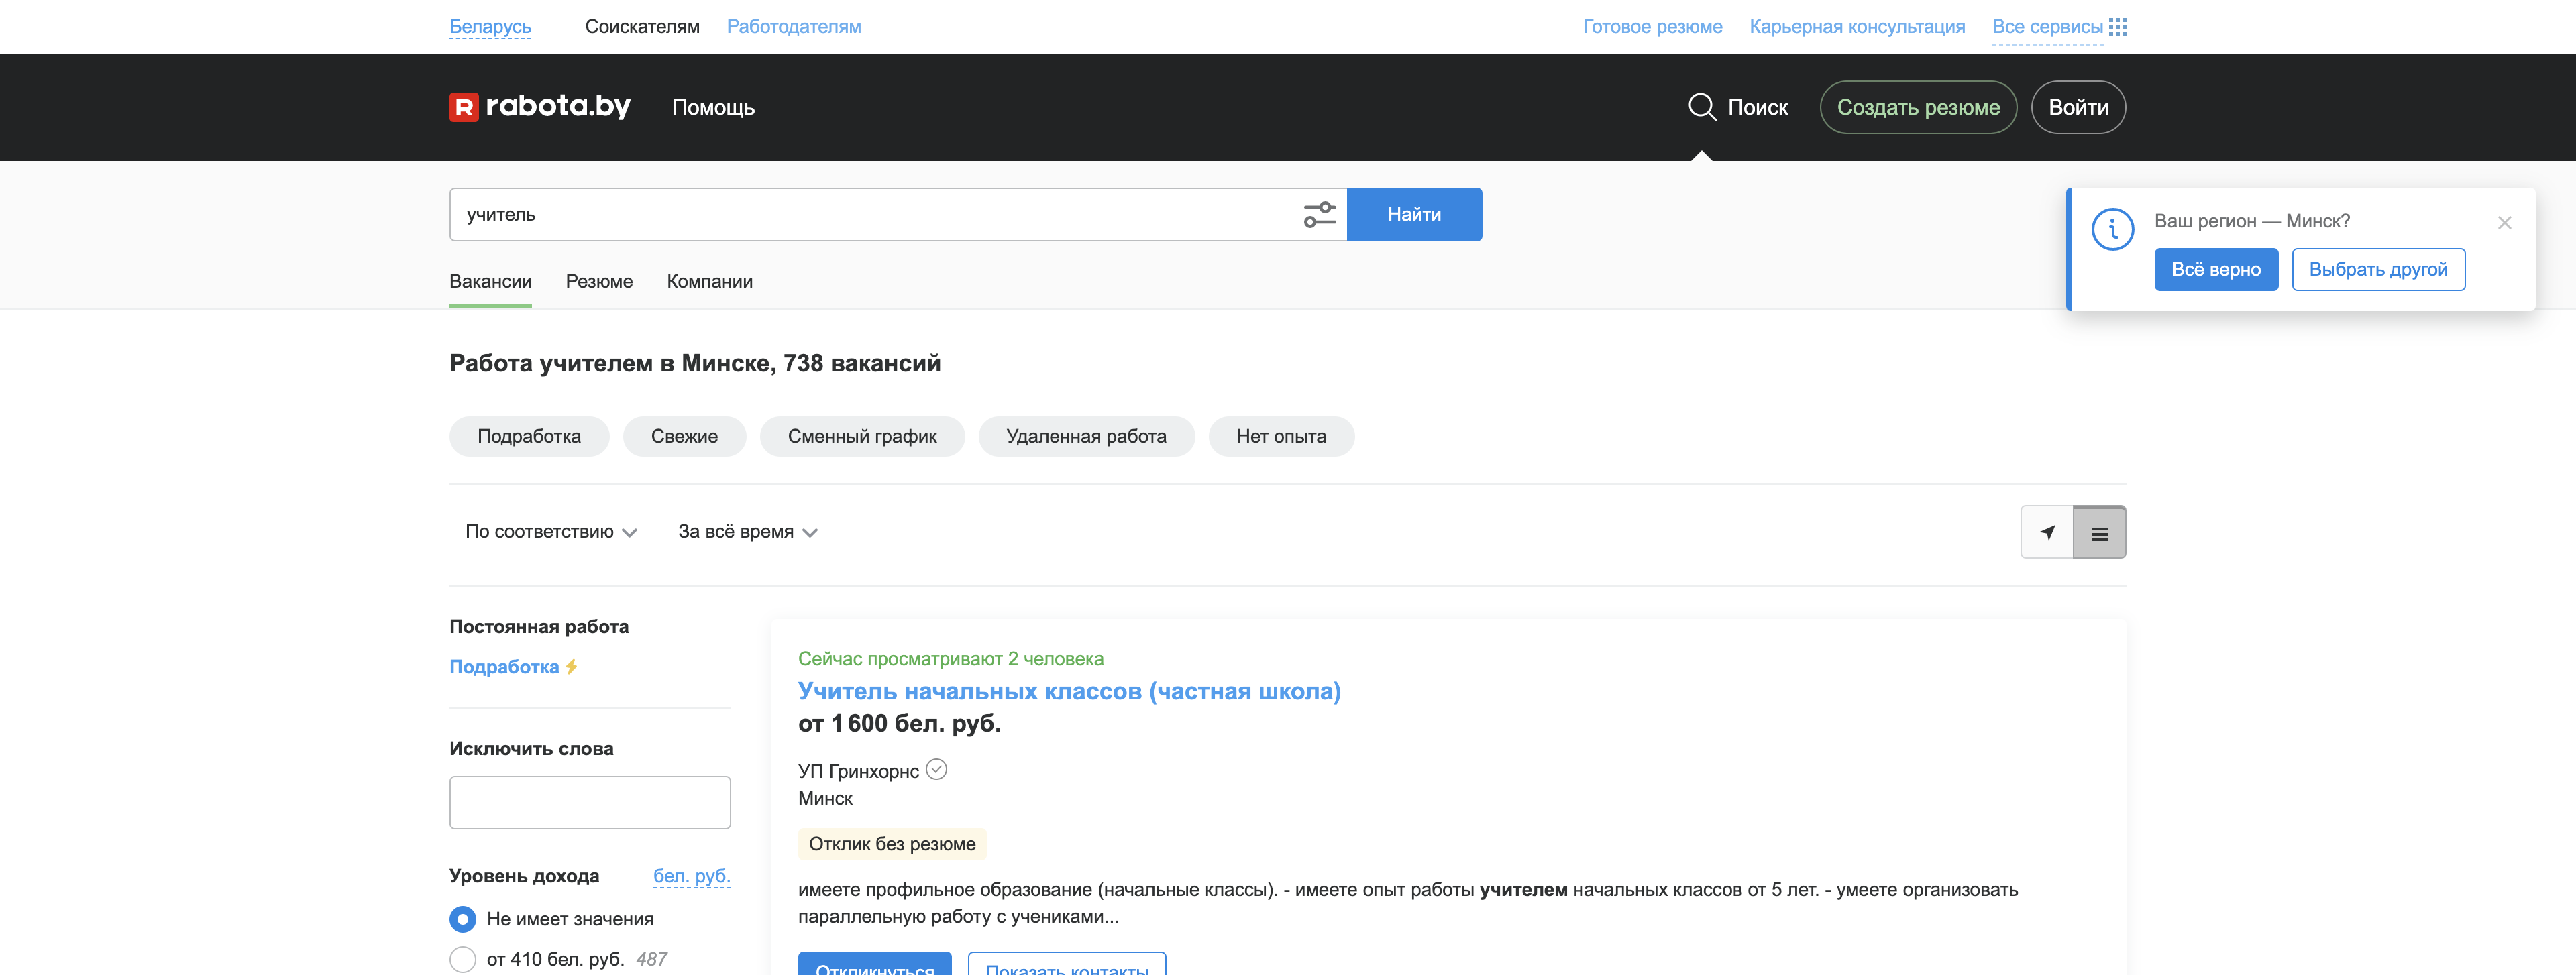 Беларусь Соискателям Работодателям Готовое резюме Карьерная консультация Все сервисы
R rabota.by Помощь Поиск Создать резюме Войти
учитель Найти
Ваш регион — Минск?
Всё верно Выбрать другой
Вакансии Резюме Компании
Работа учителем в Минске, 738 вакансий
Подработка Свежие Сменный график Удаленная работа Нет опыта
По соответствию За всё время
Постоянная работа
Подработка
Исключить слова
Уровень дохода бел. руб.
Не имеет значения
от 410 бел. руб. 487
Сейчас просматривают 2 человека
Учитель начальных классов (частная школа)
от 1 600 бел. руб.
УП Гринхорнс
Минск
Отклик без резюме
имеете профильное образование (начальные классы). - имеете опыт работы учителем начальных классов от 5 лет. - умеете организовать
параллельную работу с учениками...
Откликнуться Показать контакты